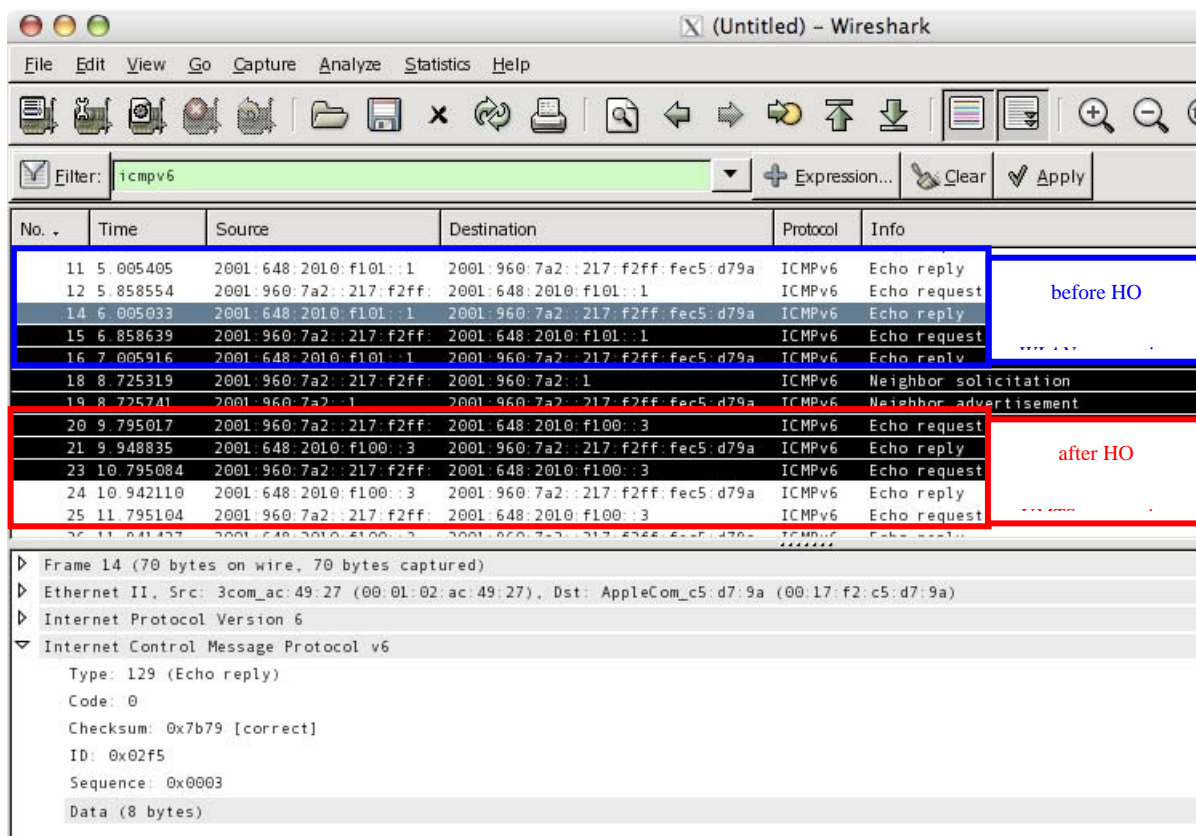 (Untitled) – Wireshark
File Edit View Go Capture Analyze Statistics Help
Filter: icmpv6 Expression... Clear Apply
No. . Time Source Destination Protocol Info
11 5.005405 2001:648:2010:f101::1 2001:960:7a2::217:f2ff:fec5:d79a ICMPv6 Echo reply
12 5.858554 2001:960:7a2::217:f2ff: 2001:648:2010:f101::1 ICMPv6 Echo request
14 6.005033 2001:648:2010:f101::1 2001:960:7a2::217:f2ff:fec5:d79a ICMPv6 Echo reply
15 6.858639 2001:960:7a2::217:f2ff: 2001:648:2010:f101::1 ICMPv6 Echo request
16 7.005916 2001:648:2010:f101::1 2001:960:7a2::217:f2ff:fec5:d79a ICMPv6 Echo reply
before HO
18 8.725319 2001:960:7a2::217:f2ff: 2001:960:7a2::1 ICMPv6 Neighbor solicitation
19 8.725741 2001:960:7a2::1 2001:960:7a2::217:f2ff:fec5:d79a ICMPv6 Neighbor advertisement
20 9.795017 2001:960:7a2::217:f2ff: 2001:648:2010:f100::3 ICMPv6 Echo request
21 9.948835 2001:648:2010:f100::3 2001:960:7a2::217:f2ff:fec5:d79a ICMPv6 Echo reply
23 10.795084 2001:960:7a2::217:f2ff: 2001:648:2010:f100::3 ICMPv6 Echo request
24 10.942110 2001:648:2010:f100::3 2001:960:7a2::217:f2ff:fec5:d79a ICMPv6 Echo reply
25 11.795104 2001:960:7a2::217:f2ff: 2001:648:2010:f100::3 ICMPv6 Echo request
after HO
Frame 14 (70 bytes on wire, 70 bytes captured)
Ethernet II, Src: 3com_ac:49:27 (00:01:02:ac:49:27), Dst: AppleCom_c5:d7:9a (00:17:f2:c5:d7:9a)
Internet Protocol Version 6
Internet Control Message Protocol v6
Type: 129 (Echo reply)
Code: 0
Checksum: 0x7b79 [correct]
ID: 0x02f5
Sequence: 0x0003
Data (8 bytes)